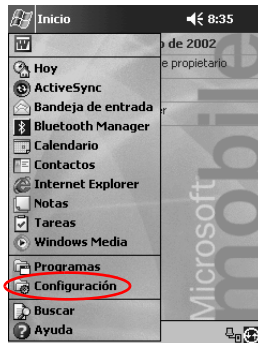 Inicio 8:35
de 2002
Hoy
e propietario
ActiveSync
Bandeja de entrada
Bluetooth Manager
Calendario
Contactos
Internet Explorer
Notas
Tareas
Windows Media
Programas
Configuración
Buscar
Ayuda
Microsoft
mobile